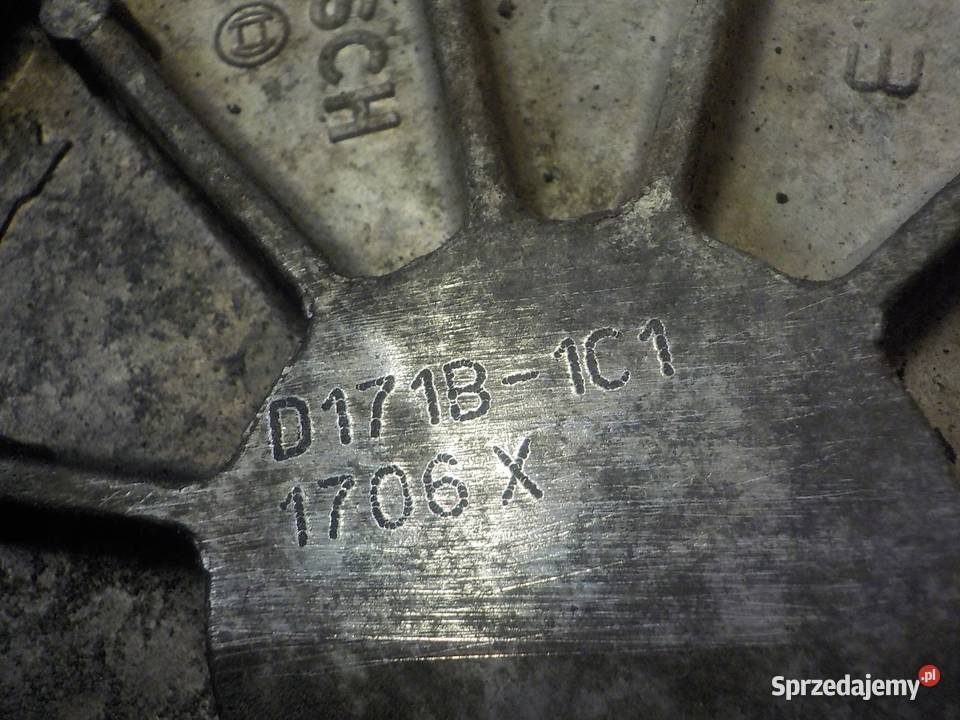 SCH
E
D171B-1C1
1706 X
Sprzedajemy.pl